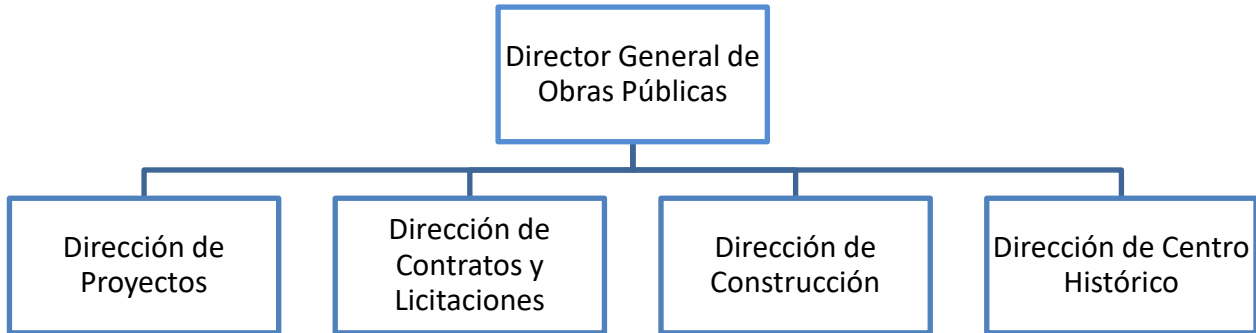 Director General de
Obras Públicas
Dirección de
Proyectos
Dirección de
Contratos y
Licitaciones
Dirección de
Construcción
Dirección de Centro
Histórico